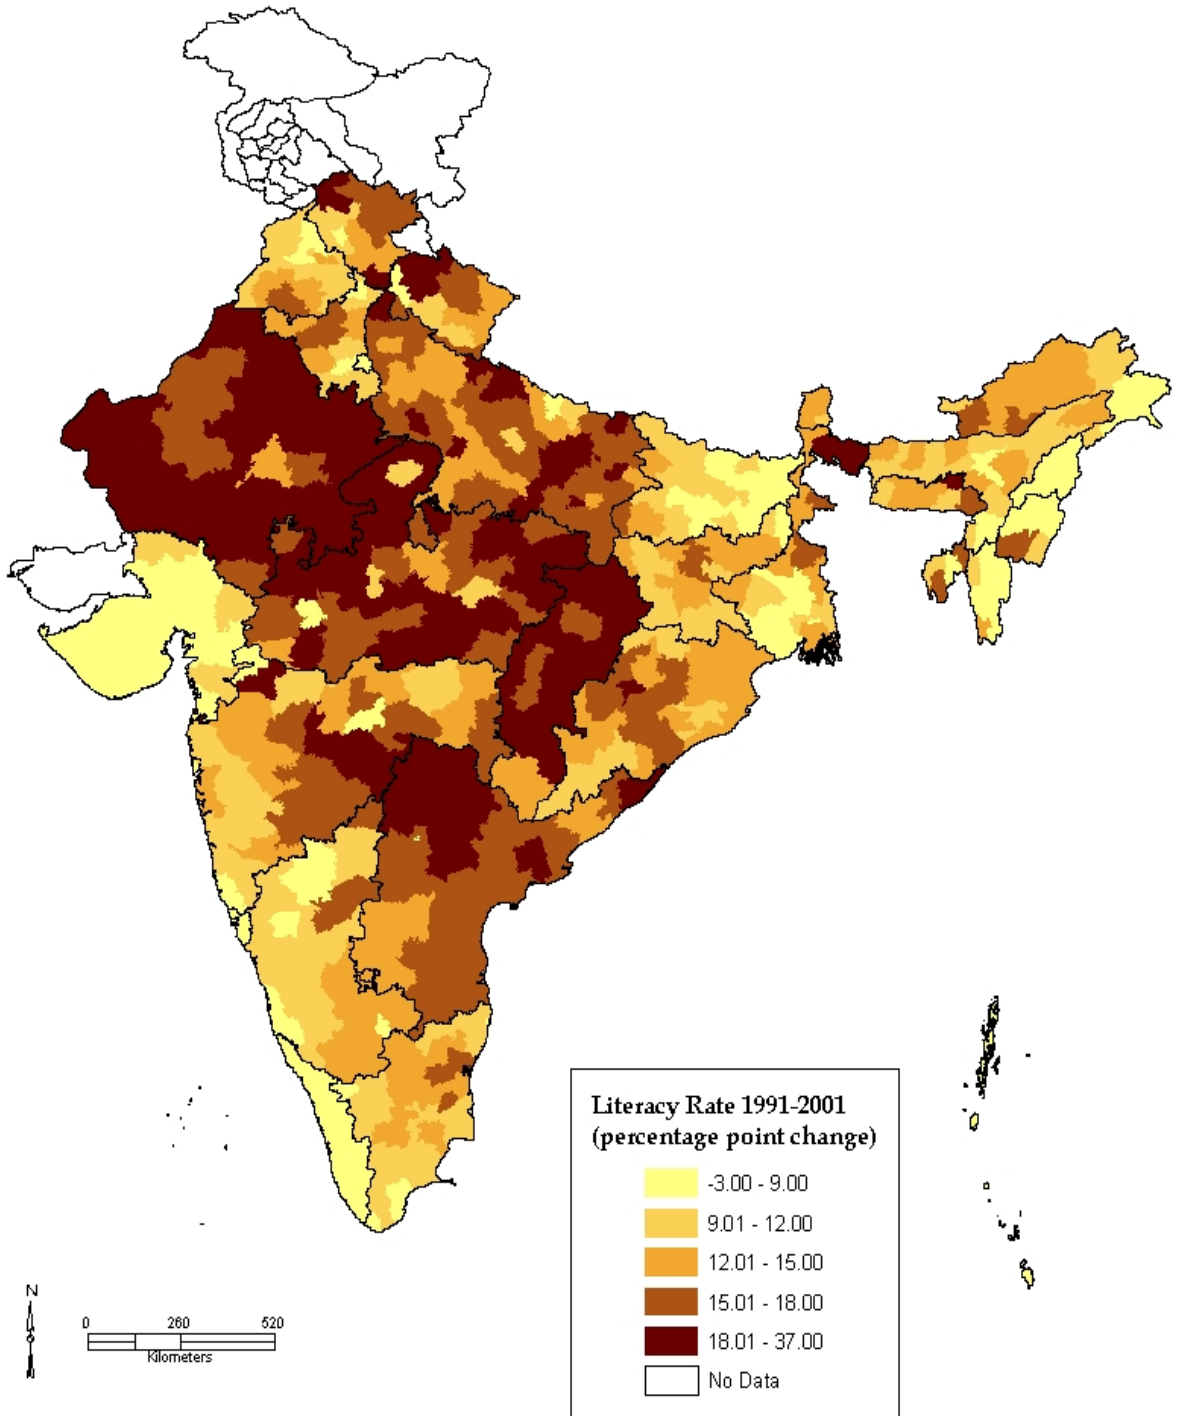 Literacy Rate 1991-2001
(percentage point change)
-3.00 - 9.00
9.01 - 12.00
12.01 - 15.00
15.01 - 18.00
18.01 - 37.00
No Data
N
0 260 520
Kilometers